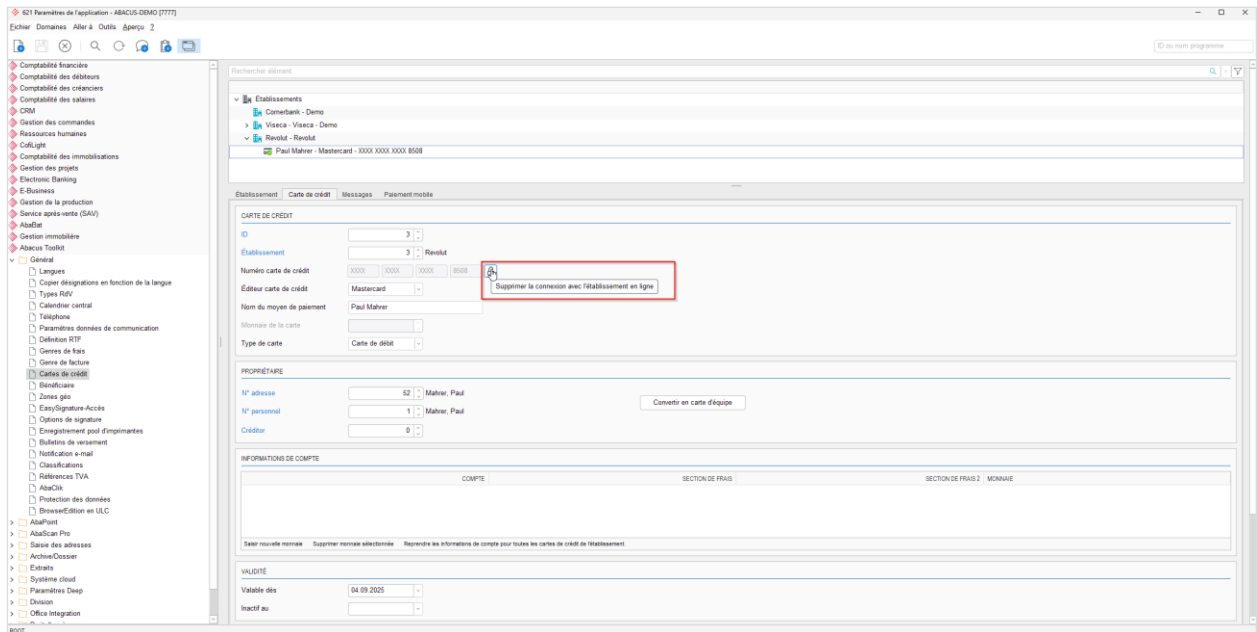 621 Paramètres de l'application - ABACUS-DEMO [7777]
Eichier Domaines Aller à Outils Aperçu ?
ID ou nom programme
Comptabilité financière
Comptabilité des débiteurs
Comptabilité des créanciers
Comptabilité des salaires
CRM
Gestion des commandes
Ressources humaines
CofiLight
Comptabilité des immobilisations
Gestion des projets
Electronic Banking
E-Business
Gestion de la production
Service après-vente (SAV)
AbaBat
Gestion immobilière
Abacus Toolkit
Général
Langues
Copier désignations en fonction de la langue
Types RdV
Calendrier central
Téléphone
Paramètres données de communication
Définition RTF
Genres de frais
Genre de facture
Cartes de crédit
Bénéficiaire
Zones géo
EasySignature-Accès
Options de signature
Enregistrement pool d'imprimantes
Bulletins de versement
Notification e-mail
Classifications
Références TVA
AbaClik
Protection des données
BrowserEdition en ULC
AbaPoint
AbaScan Pro
Saisie des adresses
Archive/Dossier
Extraits
Système cloud
Paramètres Deep
Division
Office Integration
ROOT
Rechercher élément
Établissements
Cornerbank - Demo
Viseca - Viseca - Demo
Revolut - Revolut
Paul Mahrer - Mastercard - XXXX XXXX XXXX 8508
Établissement Carte de crédit Messages Paiement mobile
CARTE DE CRÉDIT
ID 3
Établissement 3 Revolut
Numéro carte de crédit XXXX XXXX XXXX 8508
Supprimer la connexion avec l'établissement en ligne
Éditeur carte de crédit Mastercard
Nom du moyen de paiement Paul Mahrer
Monnaie de la carte
Type de carte Carte de débit
PROPRIÉTAIRE
N° adresse 52 Mahrer, Paul
Convertir en carte d'équipe
N° personnel 1 Mahrer, Paul
Créditor 0
INFORMATIONS DE COMPTE
COMPTE SECTION DE FRAIS SECTION DE FRAIS 2 MONNAIE
Saisir nouvelle monnaie Supprimer monnaie sélectionnée Reprendre les informations de compte pour toutes les cartes de crédit de l'établissement.
VALIDITÉ
Valable dès 04.09.2025
Inactif au